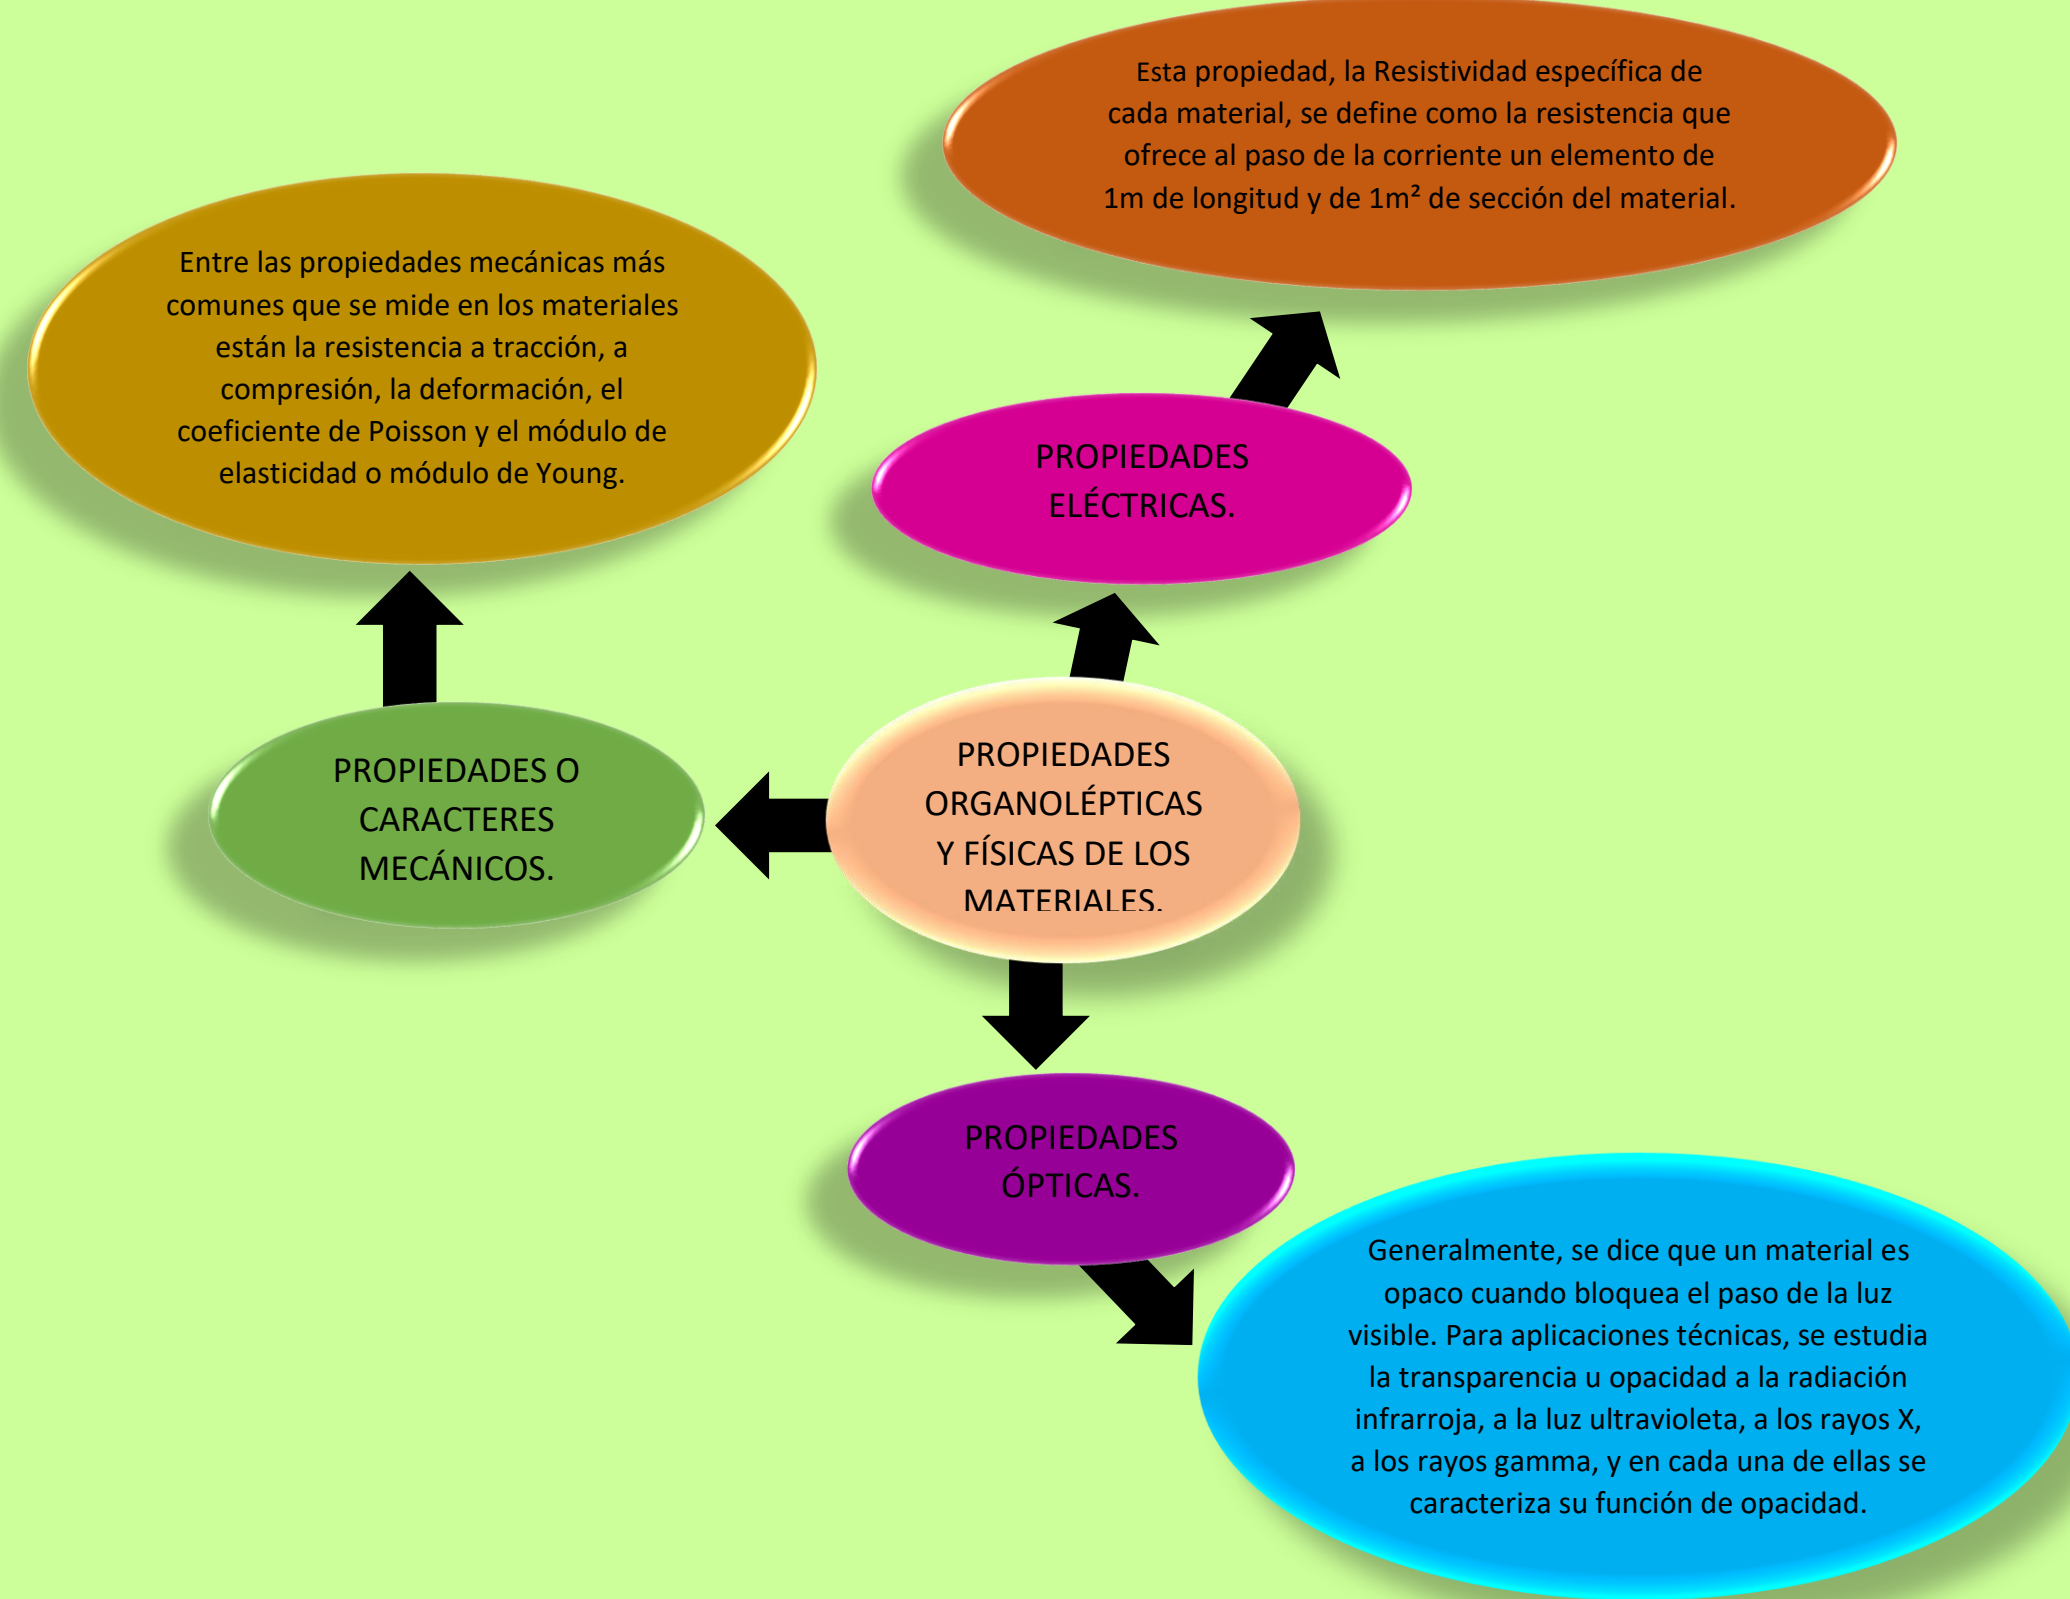 Esta propiedad, la Resistividad específica de
cada material, se define como la resistencia que
ofrece al paso de la corriente un elemento de
1m de longitud y de 1m² de sección del material.
Entre las propiedades mecánicas más
comunes que se mide en los materiales
están la resistencia a tracción, a
compresión, la deformación, el
coeficiente de Poisson y el módulo de
elasticidad o módulo de Young.
PROPIEDADES
ELÉCTRICAS.
PROPIEDADES O
CARACTERES
MECÁNICOS.
PROPIEDADES
ORGANOLÉPTICAS
Y FÍSICAS DE LOS
MATERIALES.
PROPIEDADES
ÓPTICAS.
Generalmente, se dice que un material es
opaco cuando bloquea el paso de la luz
visible. Para aplicaciones técnicas, se estudia
la transparencia u opacidad a la radiación
infrarroja, a la luz ultravioleta, a los rayos X,
a los rayos gamma, y en cada una de ellas se
caracteriza su función de opacidad.